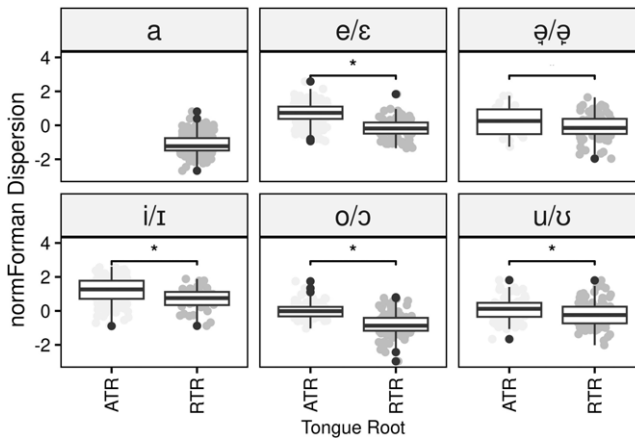 a
e/ɛ
ə̘/ə̙
4
2
0
-2
*
i/ɪ
o/ɔ
u/ʊ
4
2
0
-2
*
*
*
ATR
RTR
ATR
RTR
ATR
RTR
Tongue Root
normForman Dispersion